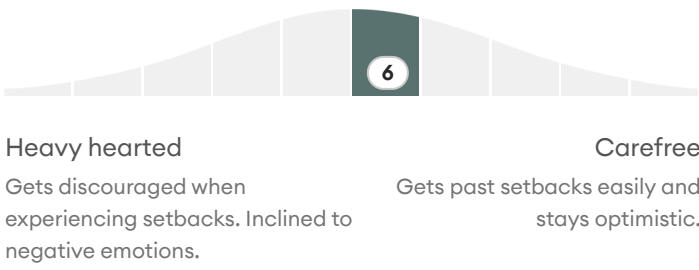 6
Heavy hearted
Gets discouraged when
experiencing setbacks. Inclined to
negative emotions.
Carefree
Gets past setbacks easily and
stays optimistic.